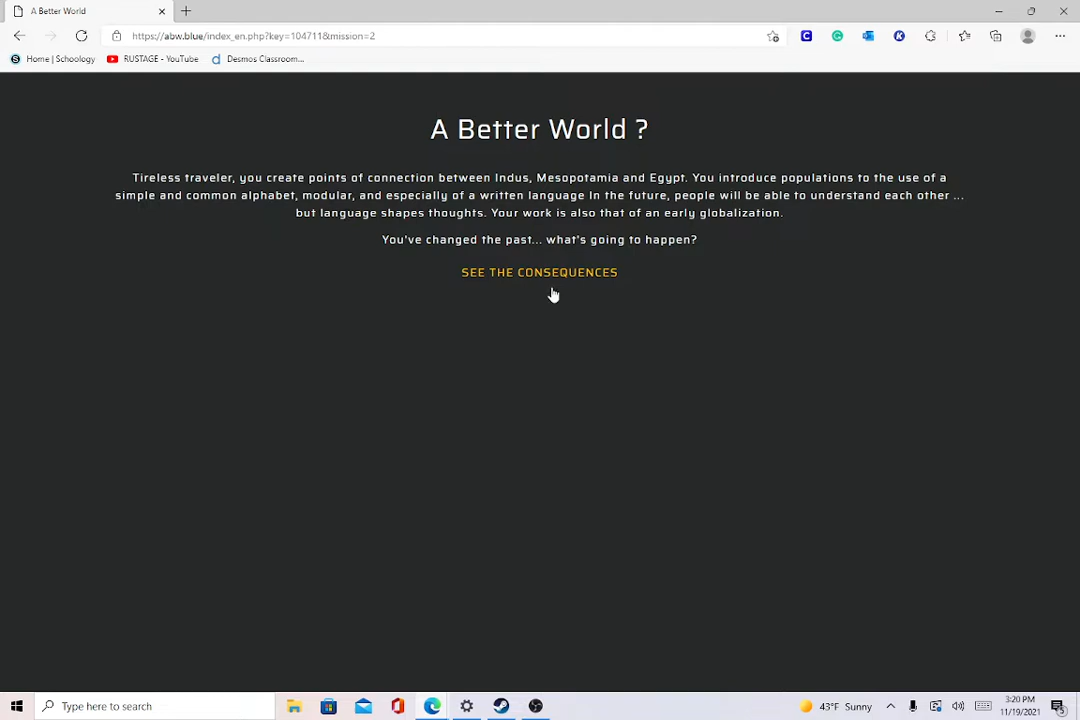 A Better World
https://abw.blue/index_en.php?key=104711&mission=2
Home | Schoology
RUSTAGE - YouTube
Desmos Classroom...
A Better World ?
Tireless traveler, you create points of connection between Indus, Mesopotamia and Egypt. You introduce populations to the use of a
simple and common alphabet, modular, and especially of a written language In the future, people will be able to understand each other ...
but language shapes thoughts. Your work is also that of an early globalization.
You've changed the past... what's going to happen?
SEE THE CONSEQUENCES
Type here to search
43°F Sunny
3:20 PM
11/19/2021
5